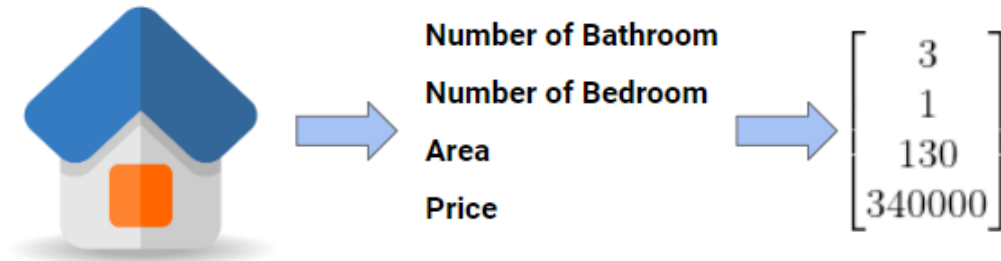 Number of Bathroom
Number of Bedroom
Area
Price
3
1
130
340000